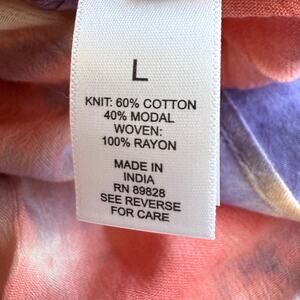 L
KNIT: 60% COTTON
40% MODAL
WOVEN:
100% RAYON
MADE IN
INDIA
RN 89828
SEE REVERSE
FOR CARE